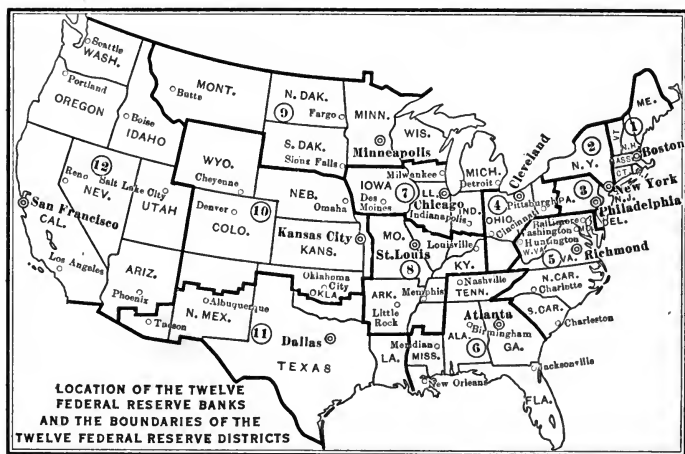 Seattle
WASH.
Portland
OREGON
Boise
IDAHO
MONT.
Butte
N. DAK.
9
Fargo
MINN.
S. DAK.
Sioux Falls
Minneapolis
WIS.
Milwaukee
MICH.
Detroit
WYO.
Cheyenne
NEB.
Omaha
IOWA
Des
Moines
7
ILL.
Chicago
IND.
Indianapolis
4
OHIO
Cleveland
Cincinnati
Pittsburgh
PA.
3
N.Y.
2
ME.
1
VT.
N.H.
MASS.
CT.
Boston
New York
N.J.
Philadelphia
DEL.
Baltimore
Washington
MD.
Huntington
W.VA.
5
VA.
Richmond
12
Reno
NEV.
Salt Lake City
UTAH
San Francisco
CAL.
Los Angeles
Denver
10
COLO.
Kansas City
KANS.
MO.
St.Louis
8
Louisville
KY.
Nashville
TENN.
Memphis
N.CAR.
Charlotte
S.CAR.
Charleston
ARIZ.
Phoenix
Tucson
Albuquerque
N. MEX.
11
Oklahoma
City
OKLA.
ARK.
Little
Rock
Dallas
TEXAS
LA.
Meridian
MISS.
New Orleans
Atlanta
Birmingham
ALA.
6
GA.
Jacksonville
FLA.
LOCATION OF THE TWELVE
FEDERAL RESERVE BANKS
AND THE BOUNDARIES OF THE
TWELVE FEDERAL RESERVE DISTRICTS